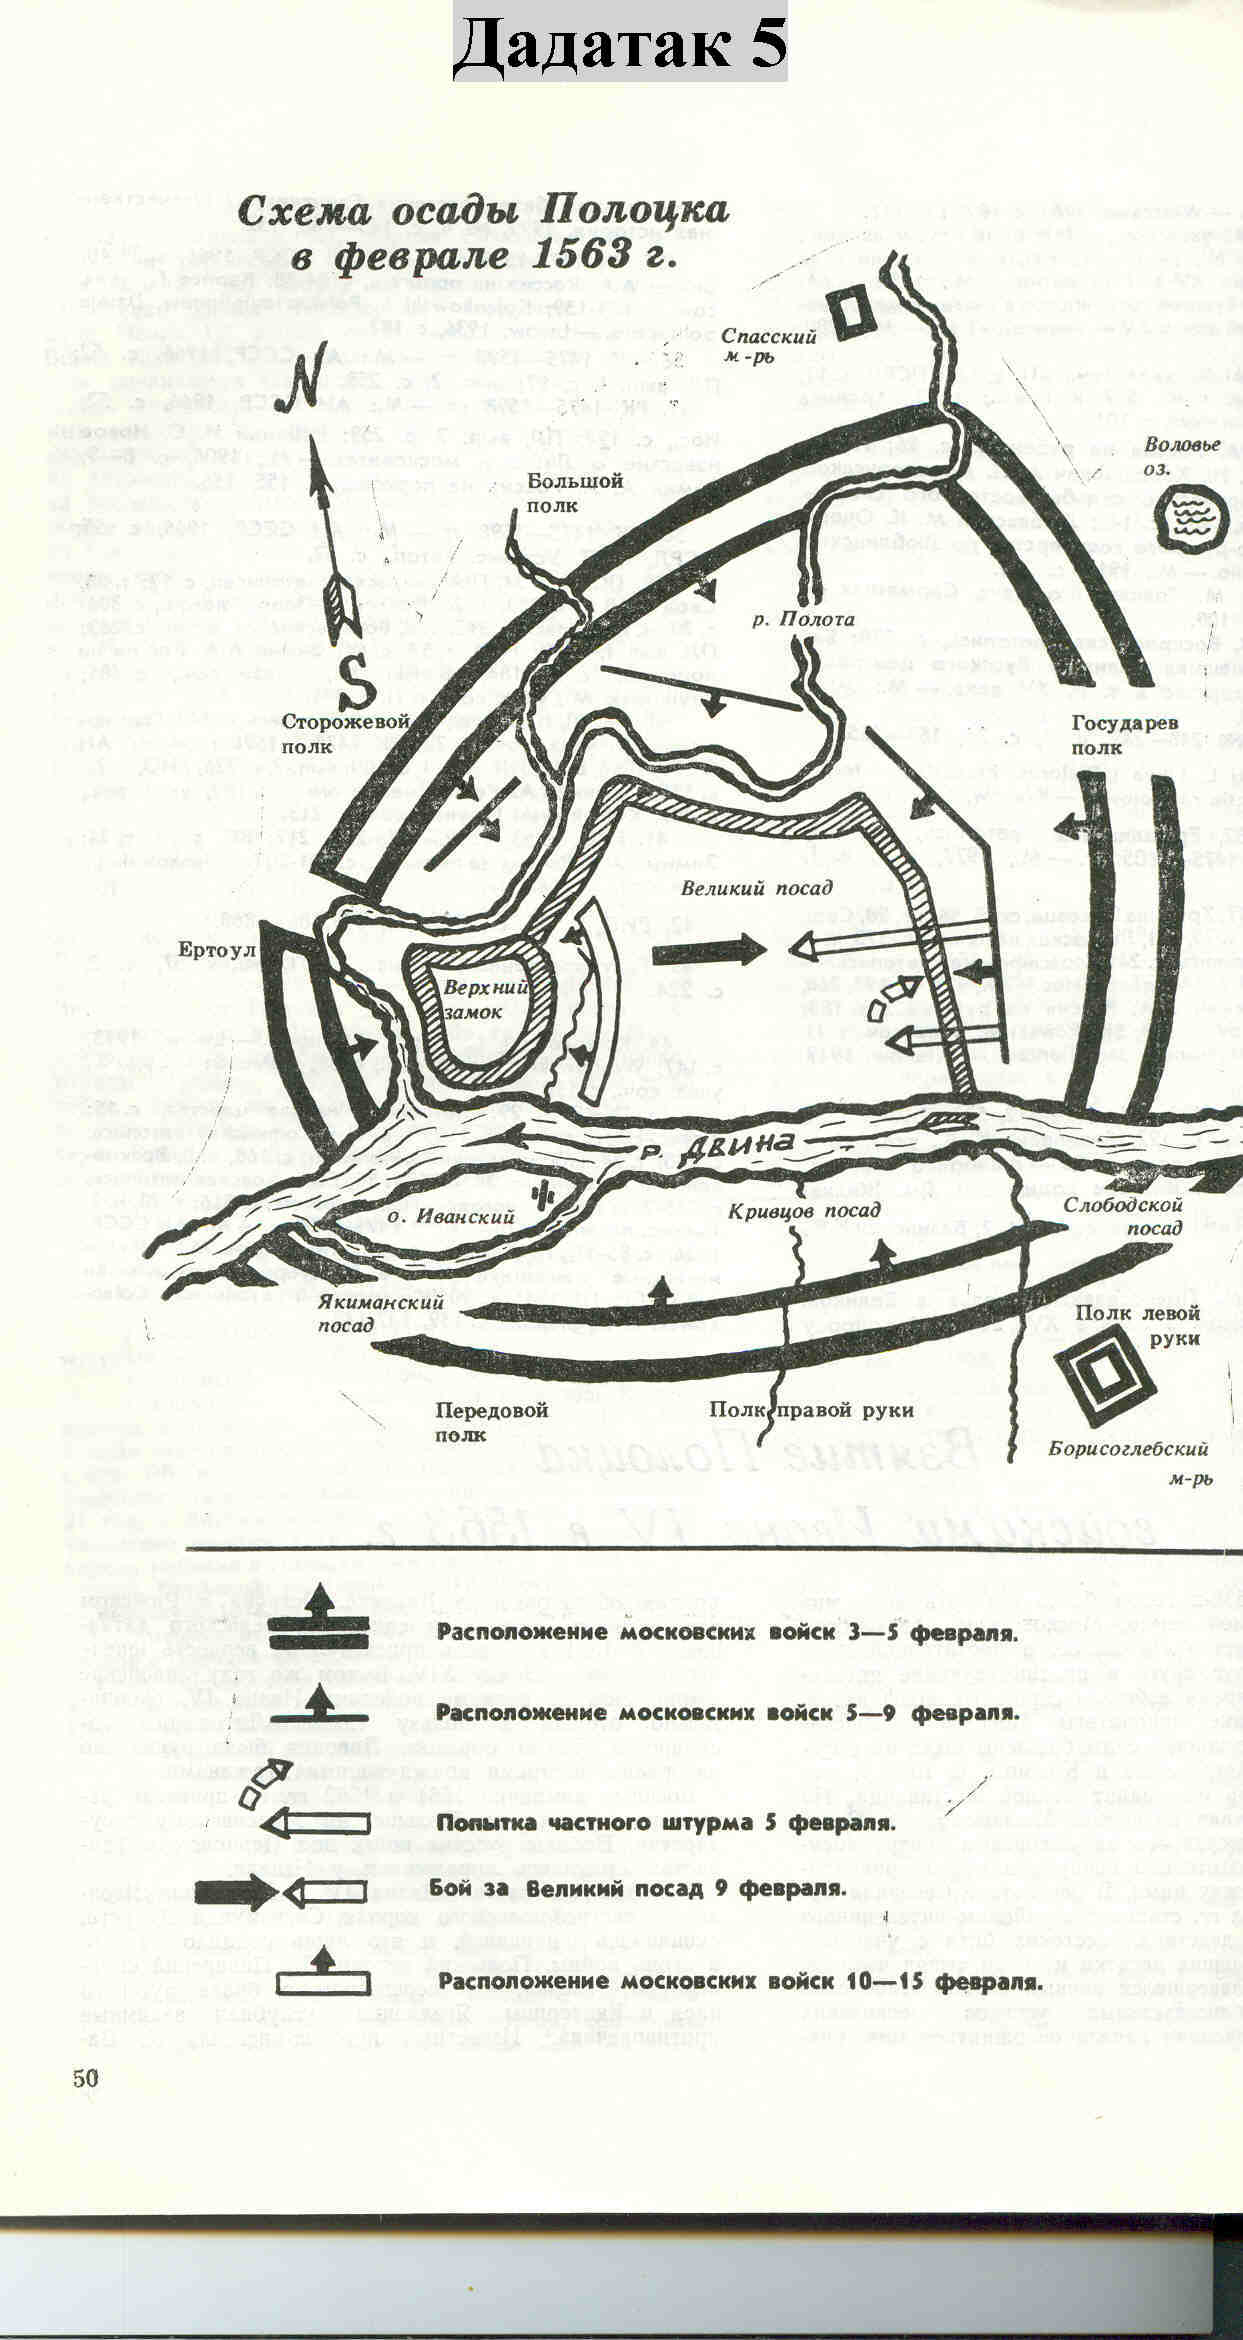 Дадатак 5
Схема осады Полоцка
в феврале 1563 г.
N
S
Спасский
м-рь
Воловье
оз.
Большой
полк
р. Полота
Сторожевой
полк
Государев
полк
Великий посад
Ертоул
Верхний
замок
р. Двина
о. Иванский
Кривцов посад
Слободской
посад
Якиманский
посад
Полк левой
руки
Передовой
полк
Полк правой руки
Борисоглебский
м-рь
Расположение московских войск 3—5 февраля.
Расположение московских войск 5—9 февраля.
Попытка частного штурма 5 февраля.
Бой за Великий посад 9 февраля.
Расположение московских войск 10—15 февраля.
50